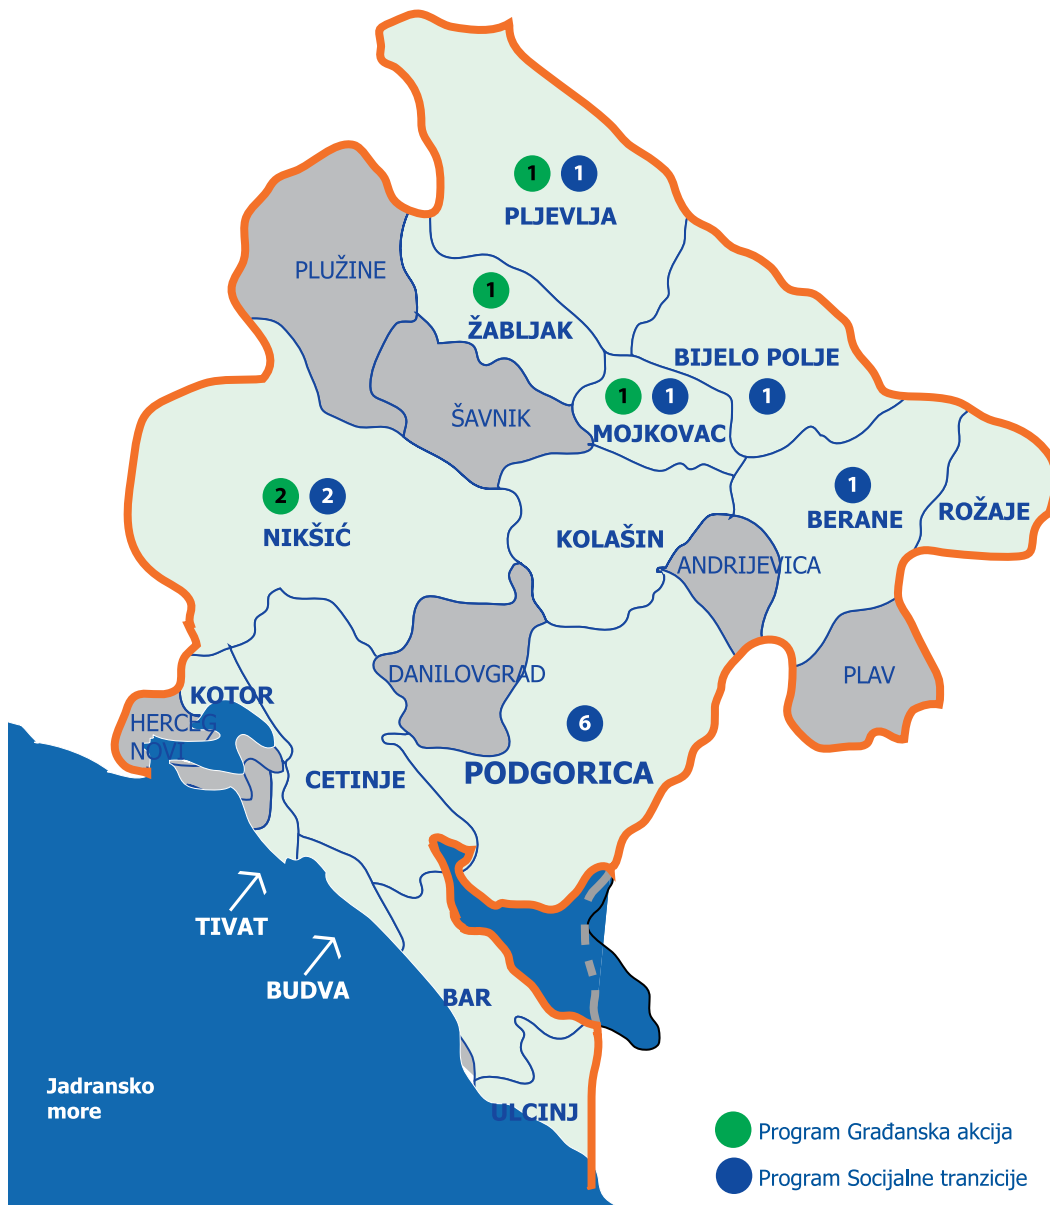 1 1
PLJEVLJA
PLUŽINE
1
ŽABLJAK
BIJELO POLJE
1 1
1
ŠAVNIK
MOJKOVAC
2 2
NIKŠIĆ
1
BERANE
ROŽAJE
KOLAŠIN
ANDRIJEVICA
DANILOVGRAD
PLAV
KOTOR
HERCEG
NOVI
6
PODGORICA
CETINJE
TIVAT
BUDVA
BAR
Jadransko
more
ULCINJ
Program Građanska akcija
Program Socijalne tranzicije